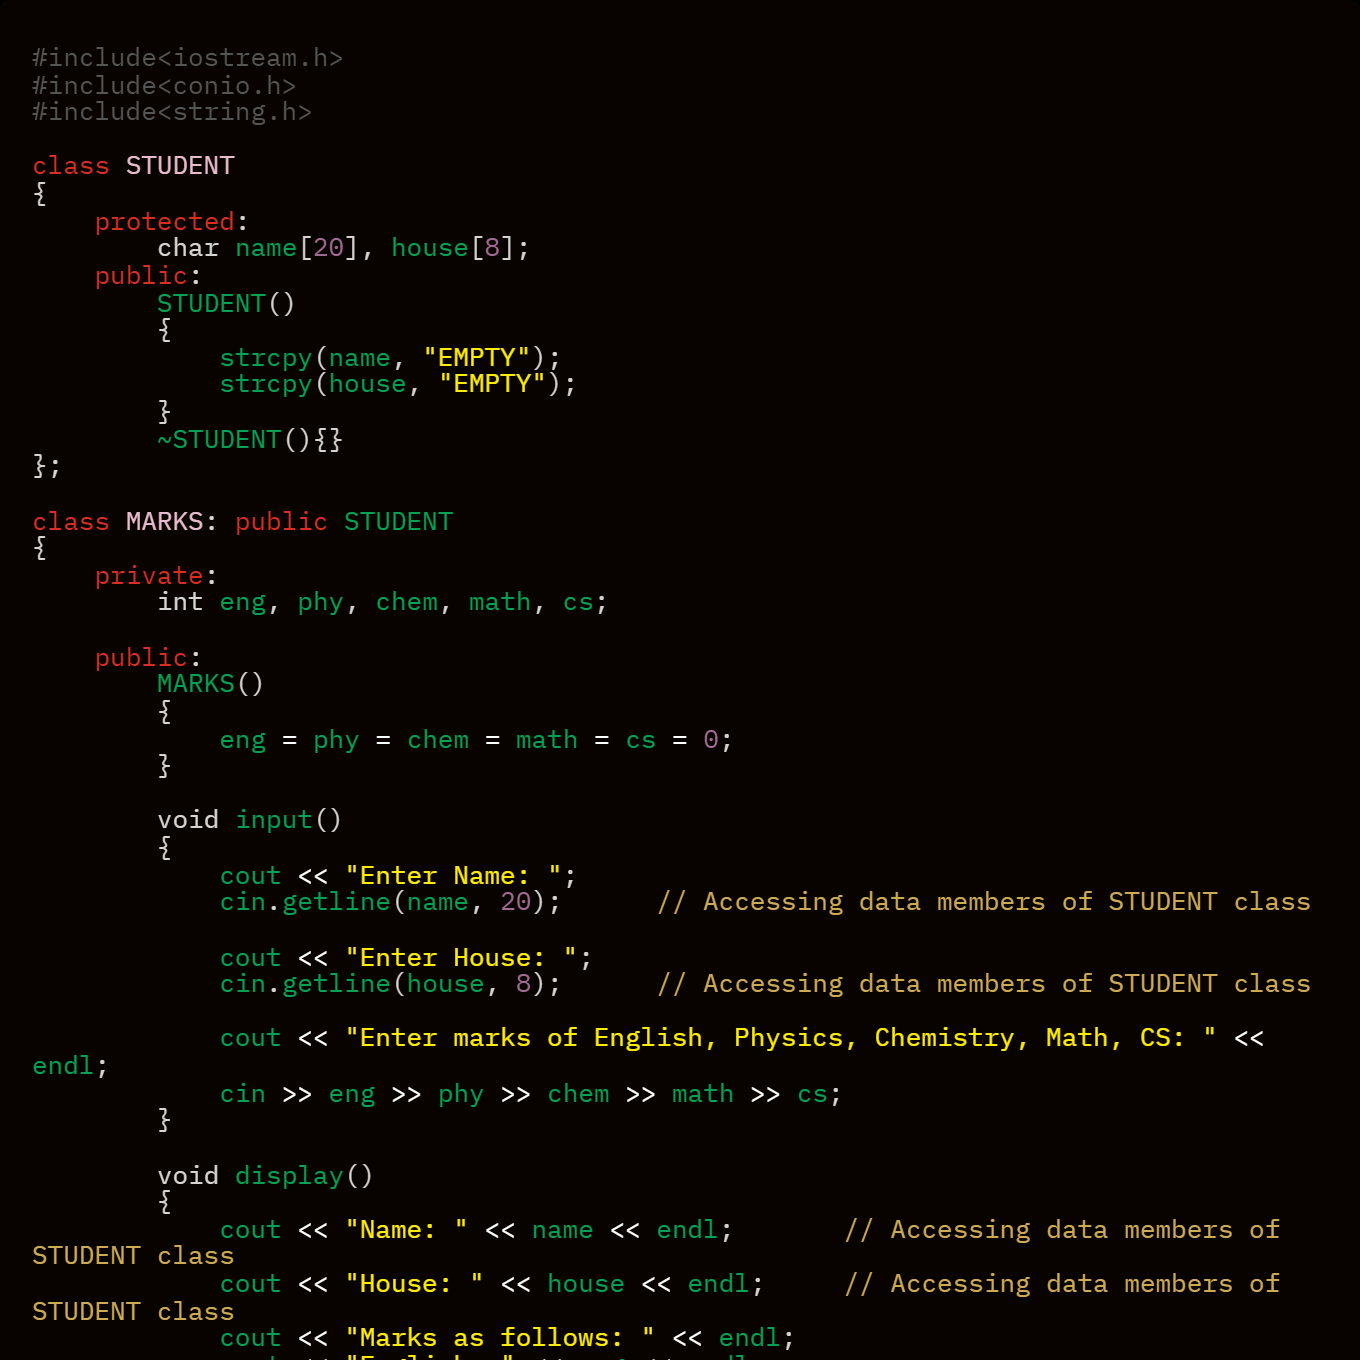 #include<iostream.h>
#include<conio.h>
#include<string.h>
class STUDENT
{
protected:
char name[20], house[8];
public:
STUDENT()
{
strcpy(name, "EMPTY");
strcpy(house, "EMPTY");
}
~STUDENT(){}
};
class MARKS: public STUDENT
{
private:
int eng, phy, chem, math, cs;
public:
MARKS()
{
eng = phy = chem = math = cs = 0;
}
void input()
{
cout << "Enter Name: ";
cin.getline(name, 20);      // Accessing data members of STUDENT class
cout << "Enter House: ";
cin.getline(house, 8);      // Accessing data members of STUDENT class
cout << "Enter marks of English, Physics, Chemistry, Math, CS: " <<
endl;
cin >> eng >> phy >> chem >> math >> cs;
}
void display()
{
cout << "Name: " << name << endl;       // Accessing data members of
STUDENT class
cout << "House: " << house << endl;     // Accessing data members of
STUDENT class
cout << "Marks as follows: " << endl;